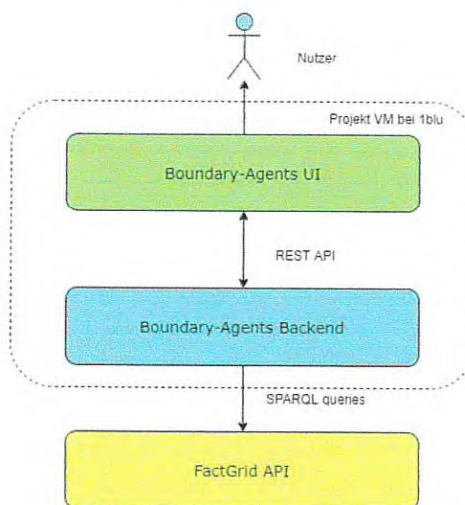 Nutzer
Projekt VM bei 1blu
Boundary-Agents UI
REST API
Boundary-Agents Backend
SPARQL queries
FactGrid API